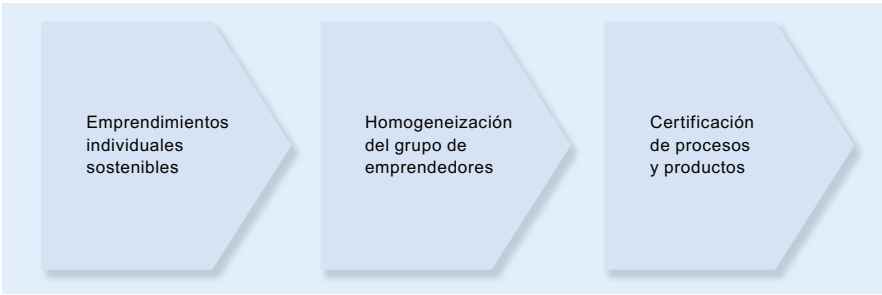 Emprendimientos
individuales
sostenibles
Homogeneización
del grupo de
emprendedores
Certificación
de procesos
y productos